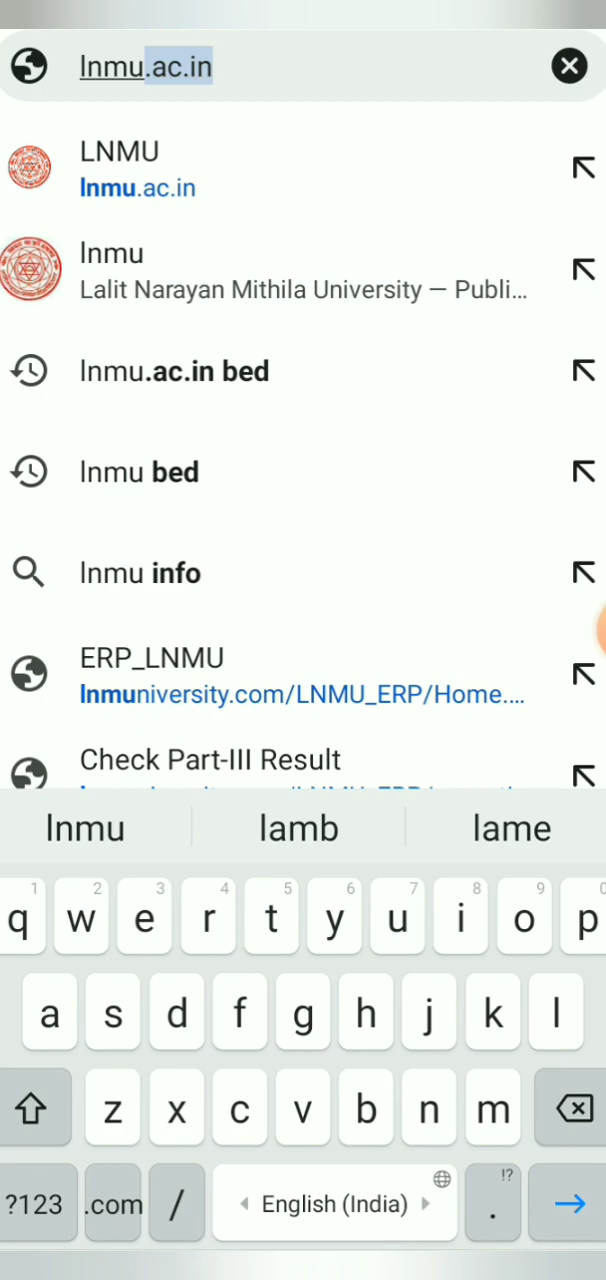 lnmu.ac.in
LNMU
lnmu.ac.in
lnmu
Lalit Narayan Mithila University — Publi...
lnmu.ac.in bed
lnmu bed
lnmu info
ERP_LNMU
lnmuniversity.com/LNMU_ERP/Home....
Check Part-III Result
lnmu lamb lame
1 2 3 4 5 6 7 8 9 0
q w e r t y u i o p
a s d f g h j k l
z x c v b n m
!?
?123 .com / English (India) .